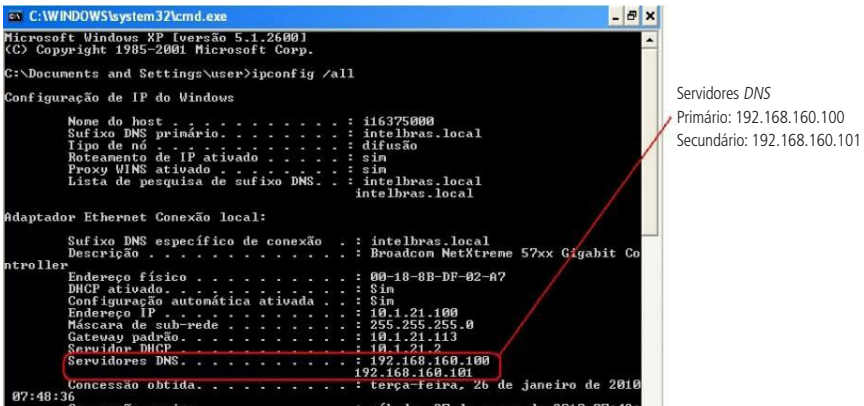 C:\WINDOWS\system32\cmd.exe
Microsoft Windows XP [versão 5.1.2600]
(C) Copyright 1985-2001 Microsoft Corp.
C:\Documents and Settings\user>ipconfig /all
Configuração de IP do Windows
Nome do host . . . . . . . . . . . . : i16375000
Sufixo DNS primário. . . . . . . . . : intelbras.local
Tipo de nó . . . . . . . . . . . . . : difusão
Roteamento de IP ativado . . . . . . : sim
Proxy WINS ativado . . . . . . . . . : sim
Lista de pesquisa de sufixo DNS. . . : intelbras.local
intelbras.local
Adaptador Ethernet Conexão local:
Sufixo DNS específico de conexão . . : intelbras.local
Descrição . . . . . . . . . . . . . . : Broadcom NetXtreme 57xx Gigabit Co
ntroller
Endereço físico . . . . . . . . . . . : 00-18-8B-DF-02-A7
DHCP ativado. . . . . . . . . . . . . : Sim
Configuração automática ativada . . . : Sim
Endereço IP . . . . . . . . . . . . . : 10.1.21.100
Máscara de sub-rede . . . . . . . . . : 255.255.255.0
Gateway padrão. . . . . . . . . . . . : 10.1.21.113
Servidor DHCP . . . . . . . . . . . . : 10.1.21.2
Servidores DNS. . . . . . . . . . . . : 192.168.160.100
192.168.160.101
Concessão obtida. . . . . . . . . . . : terça-feira, 26 de janeiro de 2010
07:48:36
Servidores DNS
Primário: 192.168.160.100
Secundário: 192.168.160.101